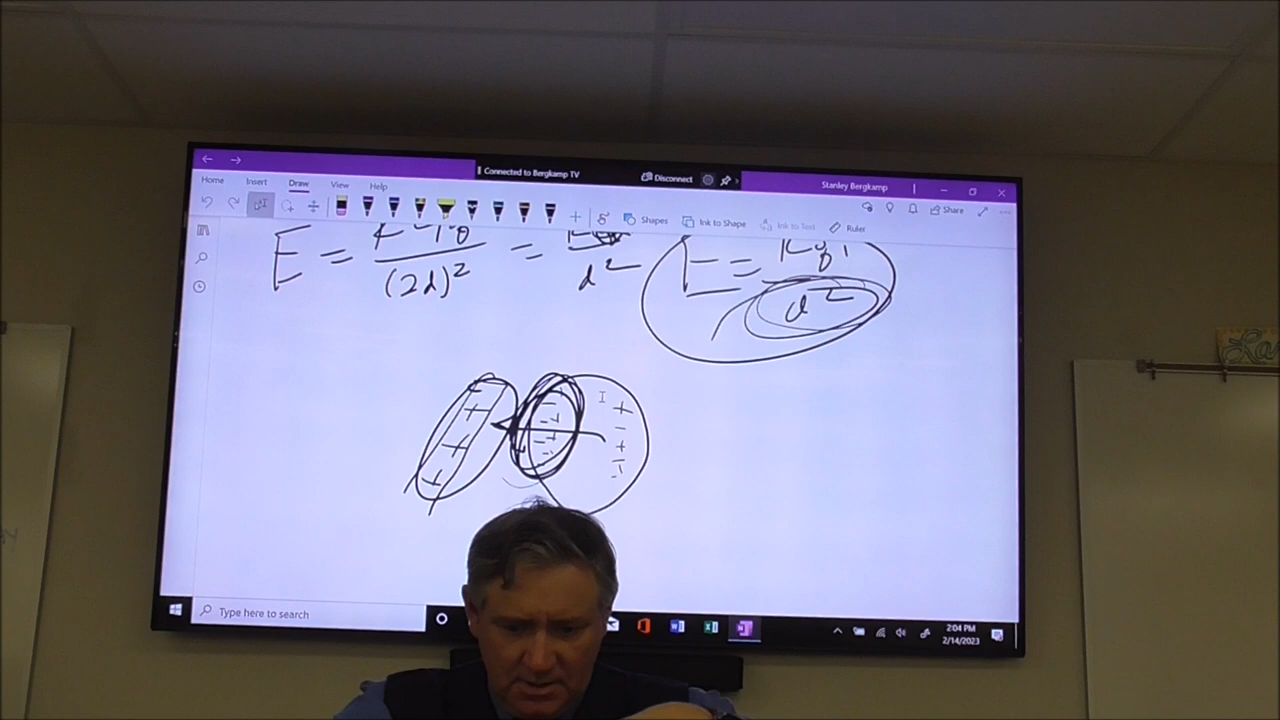 Connected to Bergkamp TV
Disconnect
Stanley Bergkamp
Home Insert Draw View Help
Share
Shapes
Ink to Shape
Ink to Text
Ruler
E = / (2d)² = / d²
E = Kq₁ / d²
+ + + +
- - - -
+ - + -
Type here to search
2:04 PM
2/14/2023